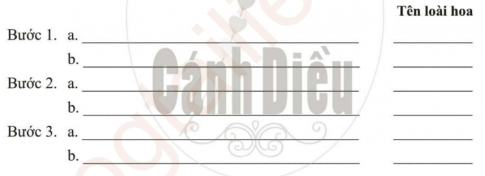 Tên loài hoa
Bước 1. a.
b.
Bước 2. a.
b.
Bước 3. a.
b.
Cánh Diều